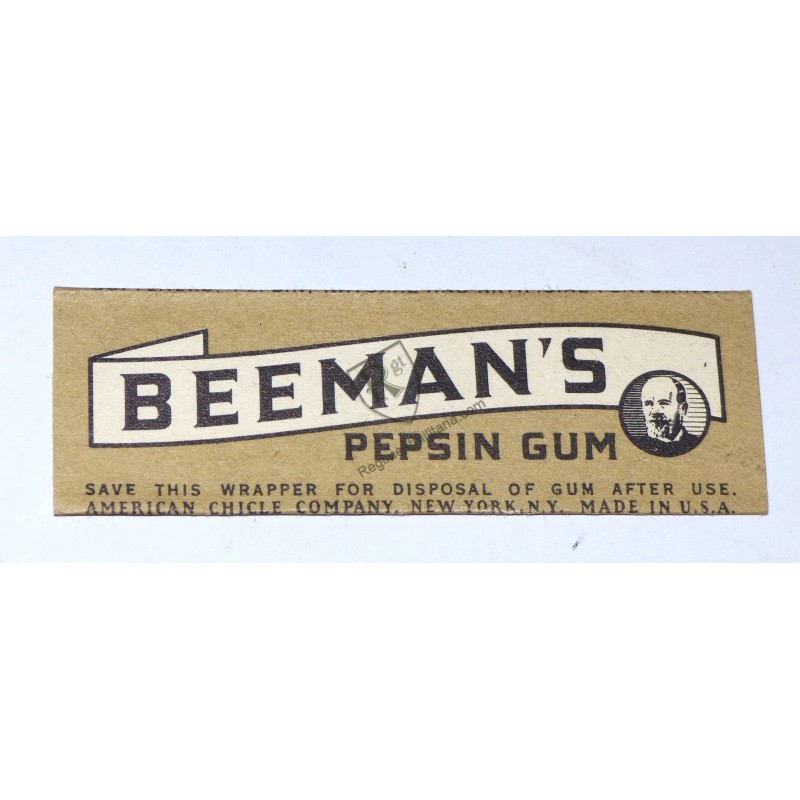 BEEMAN'S
PEPSIN GUM
SAVE THIS WRAPPER FOR DISPOSAL OF GUM AFTER USE.
AMERICAN CHICLE COMPANY, NEW YORK, N.Y. MADE IN U.S.A.
Rgt